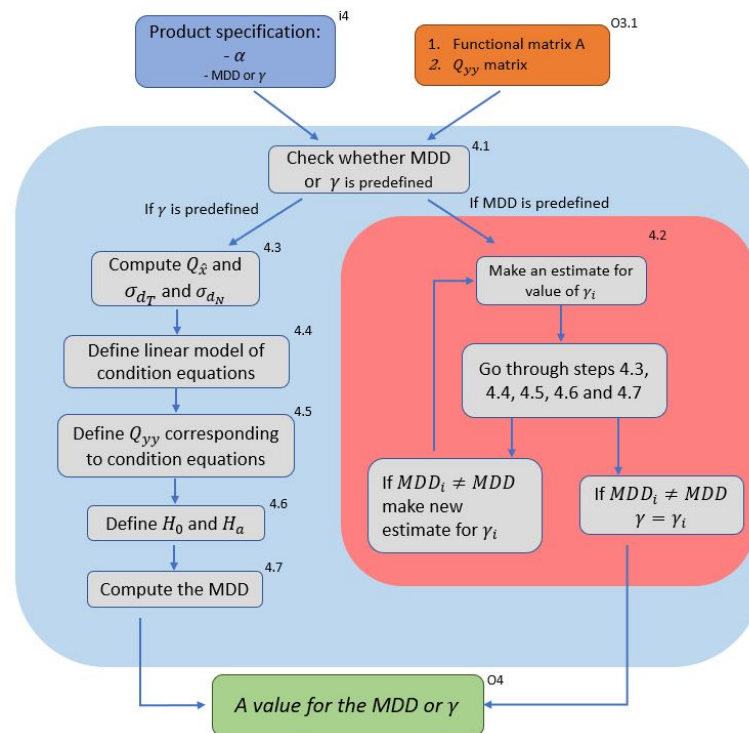 i4
Product specification:
- α
- MDD or γ
O3.1
1. Functional matrix A
2. Q_yy matrix
4.1
Check whether MDD
or γ is predefined
If γ is predefined
If MDD is predefined
4.3
Compute Q_x̂ and
σ_d_T and σ_d_N
4.4
Define linear model of
condition equations
4.5
Define Q_yy corresponding
to condition equations
4.6
Define H_0 and H_a
4.7
Compute the MDD
4.2
Make an estimate for
value of γ_i
Go through steps 4.3,
4.4, 4.5, 4.6 and 4.7
If MDD_i ≠ MDD
make new
estimate for γ_i
If MDD_i ≠ MDD
γ = γ_i
O4
A value for the MDD or γ